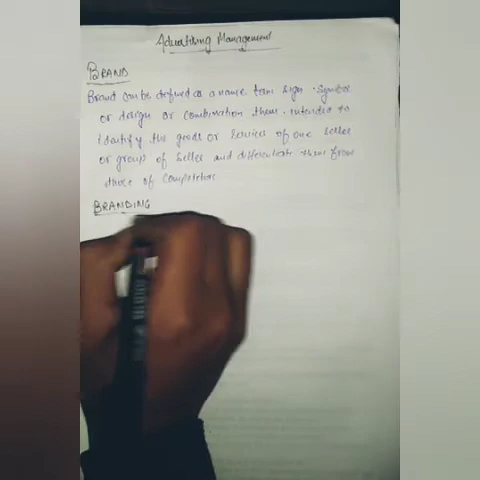 Advertising Management
BRAND
Brand can be defined as a name term sign - symbol
or design or combination them - intended to
identify the goods or services of one seller
or group of seller and differentiate them from
those of competitors
BRANDING